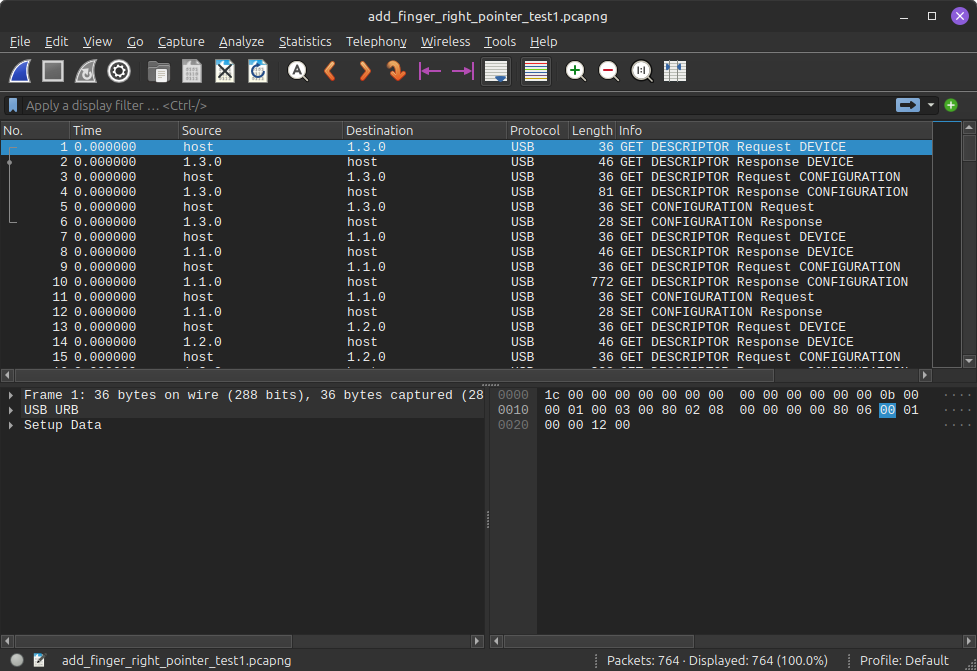 add_finger_right_pointer_test1.pcapng
File Edit View Go Capture Analyze Statistics Telephony Wireless Tools Help
Apply a display filter … <Ctrl-/>
No. Time Source Destination Protocol Length Info
1 0.000000 host 1.3.0 USB 36 GET DESCRIPTOR Request DEVICE
2 0.000000 1.3.0 host USB 46 GET DESCRIPTOR Response DEVICE
3 0.000000 host 1.3.0 USB 36 GET DESCRIPTOR Request CONFIGURATION
4 0.000000 1.3.0 host USB 81 GET DESCRIPTOR Response CONFIGURATION
5 0.000000 host 1.3.0 USB 36 SET CONFIGURATION Request
6 0.000000 1.3.0 host USB 28 SET CONFIGURATION Response
7 0.000000 host 1.1.0 USB 36 GET DESCRIPTOR Request DEVICE
8 0.000000 1.1.0 host USB 46 GET DESCRIPTOR Response DEVICE
9 0.000000 host 1.1.0 USB 36 GET DESCRIPTOR Request CONFIGURATION
10 0.000000 1.1.0 host USB 772 GET DESCRIPTOR Response CONFIGURATION
11 0.000000 host 1.1.0 USB 36 SET CONFIGURATION Request
12 0.000000 1.1.0 host USB 28 SET CONFIGURATION Response
13 0.000000 host 1.2.0 USB 36 GET DESCRIPTOR Request DEVICE
14 0.000000 1.2.0 host USB 46 GET DESCRIPTOR Response DEVICE
15 0.000000 host 1.2.0 USB 36 GET DESCRIPTOR Request CONFIGURATION
Frame 1: 36 bytes on wire (288 bits), 36 bytes captured (28
USB URB
Setup Data
0000 1c 00 00 00 00 00 00 00 00 00 00 00 00 00 0b 00 ····
0010 00 01 00 03 00 80 02 08 00 00 00 00 80 06 00 01 ····
0020 00 00 12 00 ····
add_finger_right_pointer_test1.pcapng
Packets: 764 · Displayed: 764 (100.0%)
Profile: Default